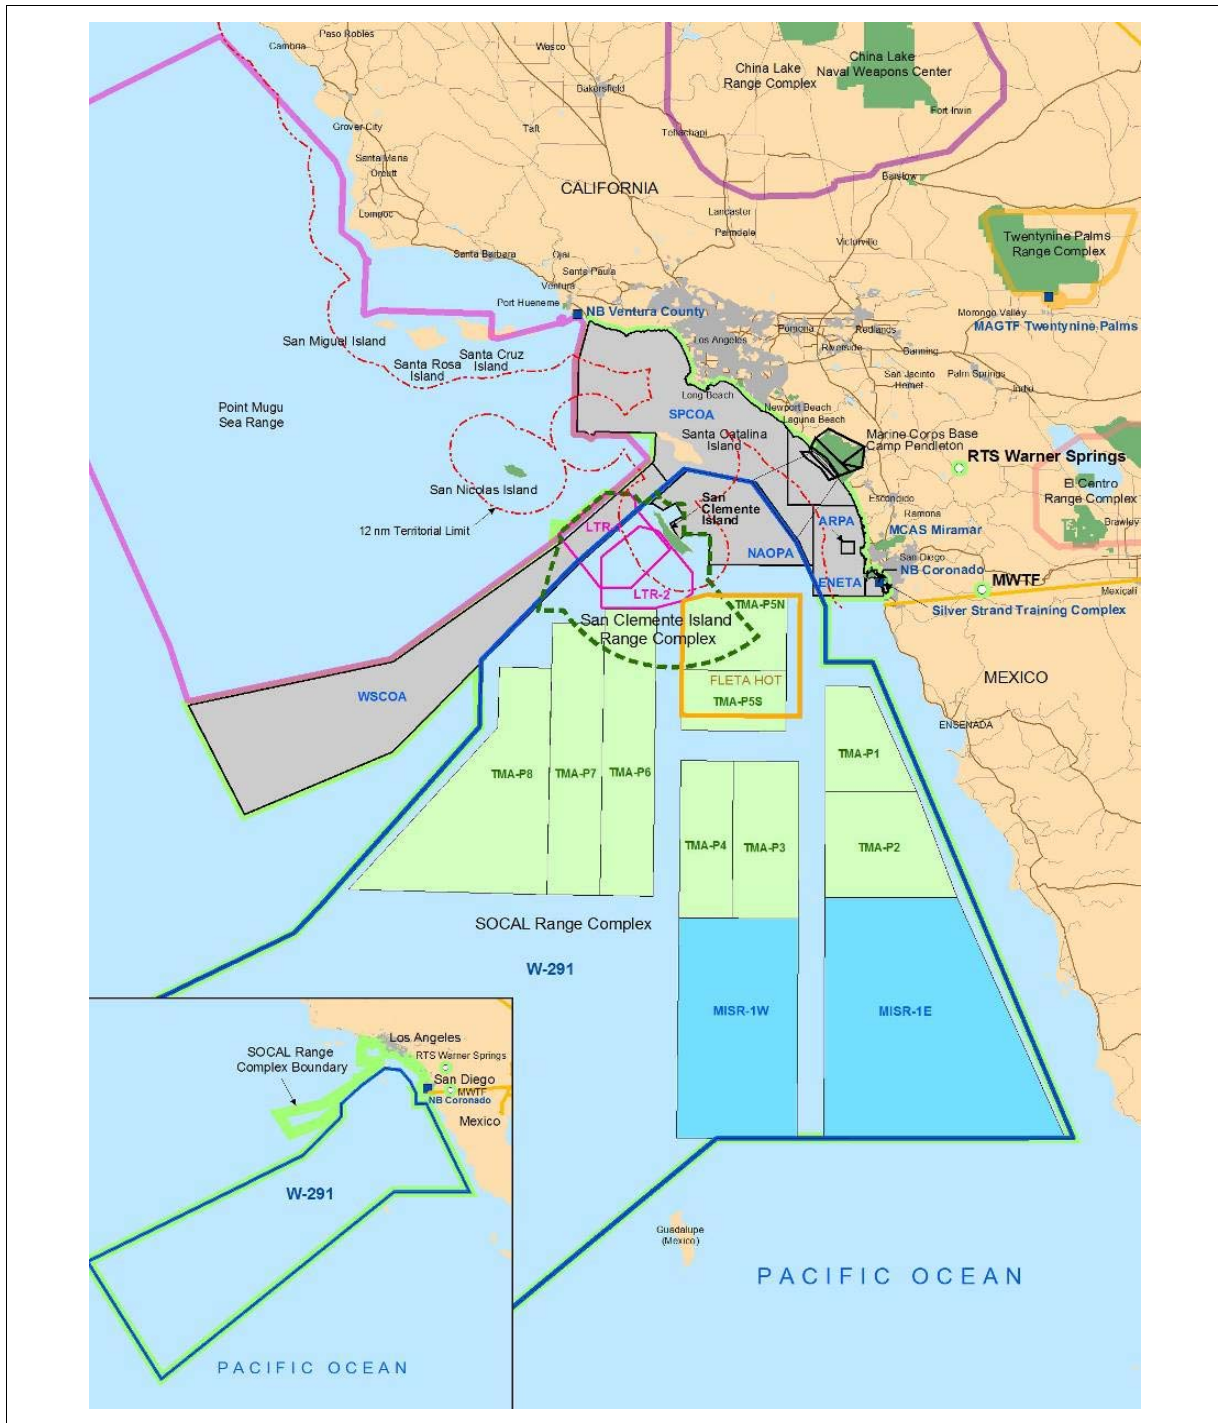 Paso Robles
Cambria
Wasco
China Lake
Naval Weapons Center
China Lake
Range Complex
Bakersfield
Fort Irwin
Grover City
Taft
Tehachapi
Santa Maria
Orcutt
Barstow
CALIFORNIA
Lompoc
Lancaster
Palmdale
Victorville
Twentynine Palms
Range Complex
Santa Barbara
Ojai
Santa Paula
Ventura
Port Hueneme
NB Ventura County
Morongo Valley
MAGTF Twentynine Palms
San Miguel Island
Los Angeles
Pomona
Redlands
Riverside
Banning
Santa Cruz
Island
Santa Rosa
Island
San Jacinto
Hemet
Palm Springs
Indio
Long Beach
Newport Beach
Laguna Beach
Point Mugu
Sea Range
SPCOA
Santa Catalina
Island
Marine Corps Base
Camp Pendleton
RTS Warner Springs
El Centro
Range Complex
San Nicolas Island
San
Clemente
Island
Escondido
Ramona
Brawley
12 nm Territorial Limit
LTR-
ARPA
MCAS Miramar
NAOPA
San Diego
NB Coronado
ENETA
MWTF
Mexicali
LTR-2
TMA-P5N
Silver Strand Training Complex
San Clemente Island
Range Complex
FLETA HOT
TMA-P5S
MEXICO
WSCOA
ENSENADA
TMA-P8
TMA-P7
TMA-P6
TMA-P1
TMA-P4
TMA-P3
TMA-P2
SOCAL Range Complex
W-291
MISR-1W
MISR-1E
Los Angeles
SOCAL Range
Complex Boundary
RTS Warner Springs
San Diego
MWTF
NB Coronado
Mexico
W-291
Guadalupe
(Mexico)
PACIFIC OCEAN
PACIFIC OCEAN